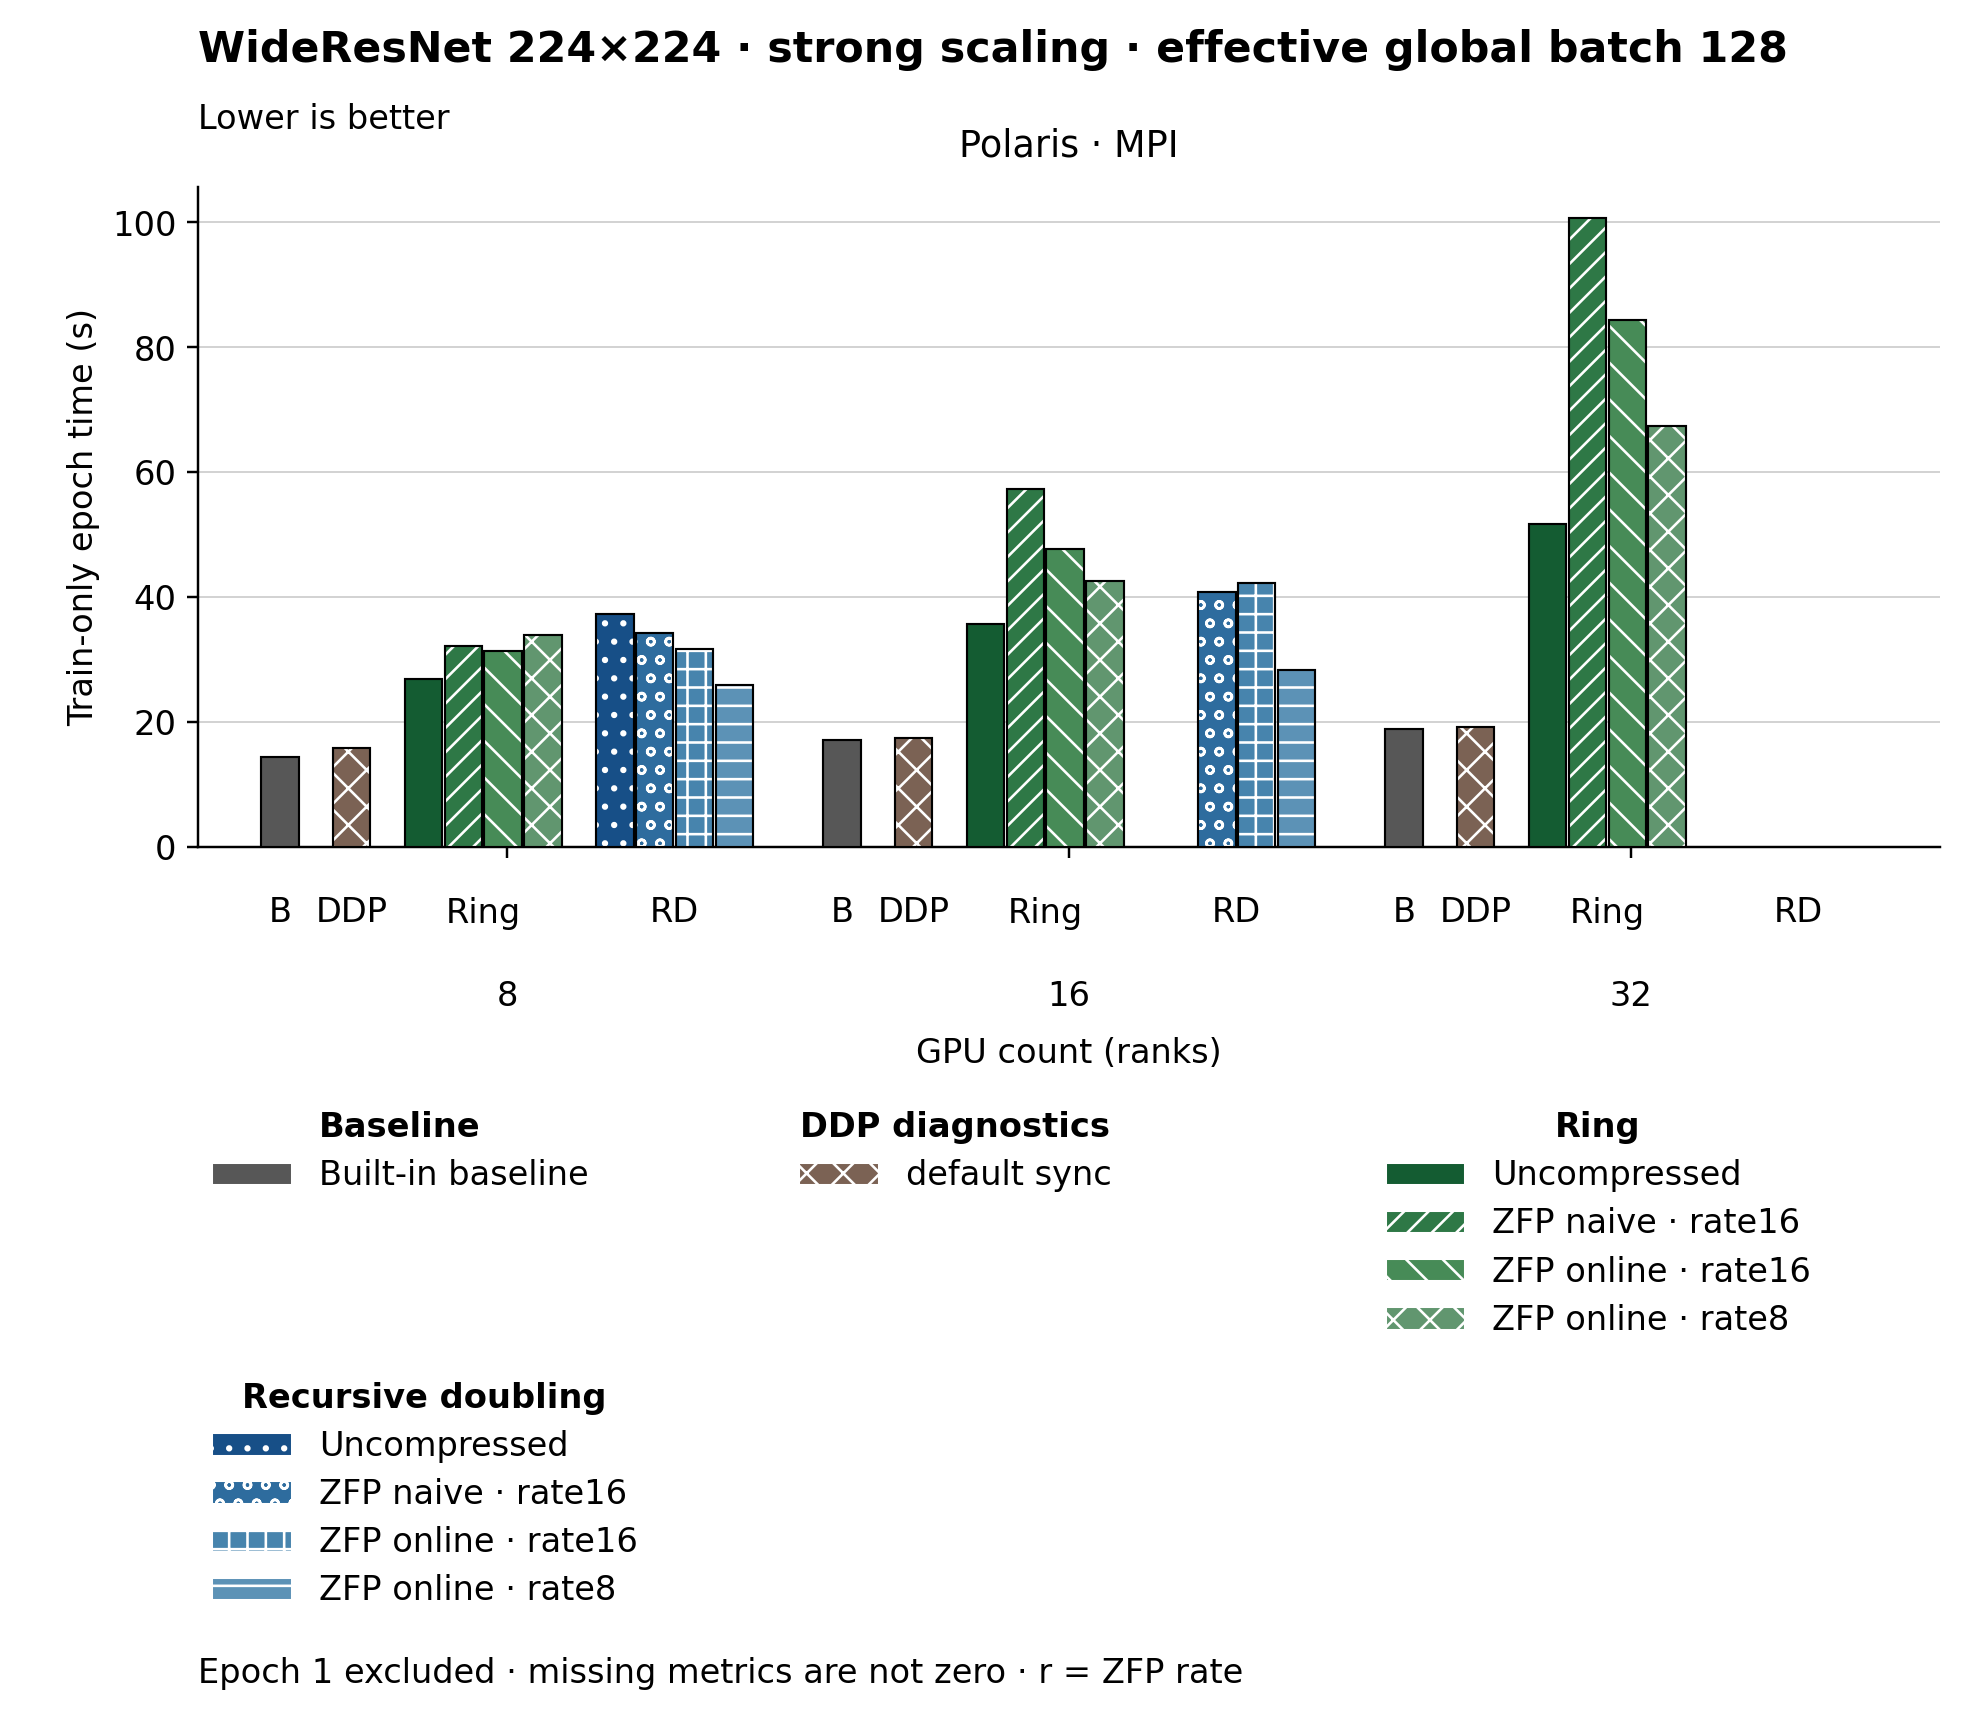 WideResNet 224×224 · strong scaling · effective global batch 128
Lower is better
Polaris · MPI
Train-only epoch time (s)
100
80
60
40
20
0
B DDP Ring RD B DDP Ring RD B DDP Ring RD
8 16 32
GPU count (ranks)
Baseline
Built-in baseline
DDP diagnostics
default sync
Ring
Uncompressed
ZFP naive · rate16
ZFP online · rate16
ZFP online · rate8
Recursive doubling
Uncompressed
ZFP naive · rate16
ZFP online · rate16
ZFP online · rate8
Epoch 1 excluded · missing metrics are not zero · r = ZFP rate